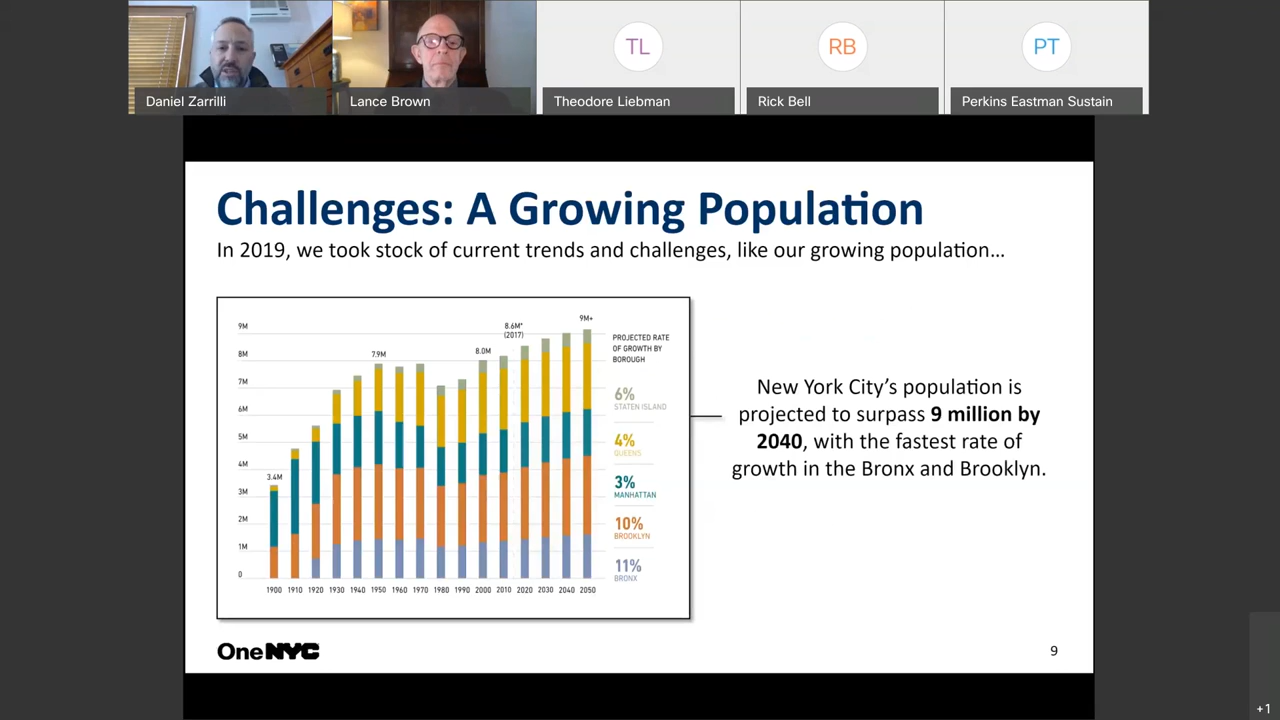 TL
RB
PT
Daniel Zarrilli
Lance Brown
Theodore Liebman
Rick Bell
Perkins Eastman Sustain
Challenges: A Growing Population
In 2019, we took stock of current trends and challenges, like our growing population…
9M
8M
7M
6M
5M
4M
3M
2M
1M
0
3.4M
7.9M
8.0M
8.6M*
(2017)
9M+
1900 1910 1920 1930 1940 1950 1960 1970 1980 1990 2000 2010 2020 2030 2040 2050
PROJECTED RATE
OF GROWTH BY
BOROUGH
6%
STATEN ISLAND
4%
QUEENS
3%
MANHATTAN
10%
BROOKLYN
11%
BRONX
New York City’s population is
projected to surpass 9 million by
2040, with the fastest rate of
growth in the Bronx and Brooklyn.
OneNYC
9
+1